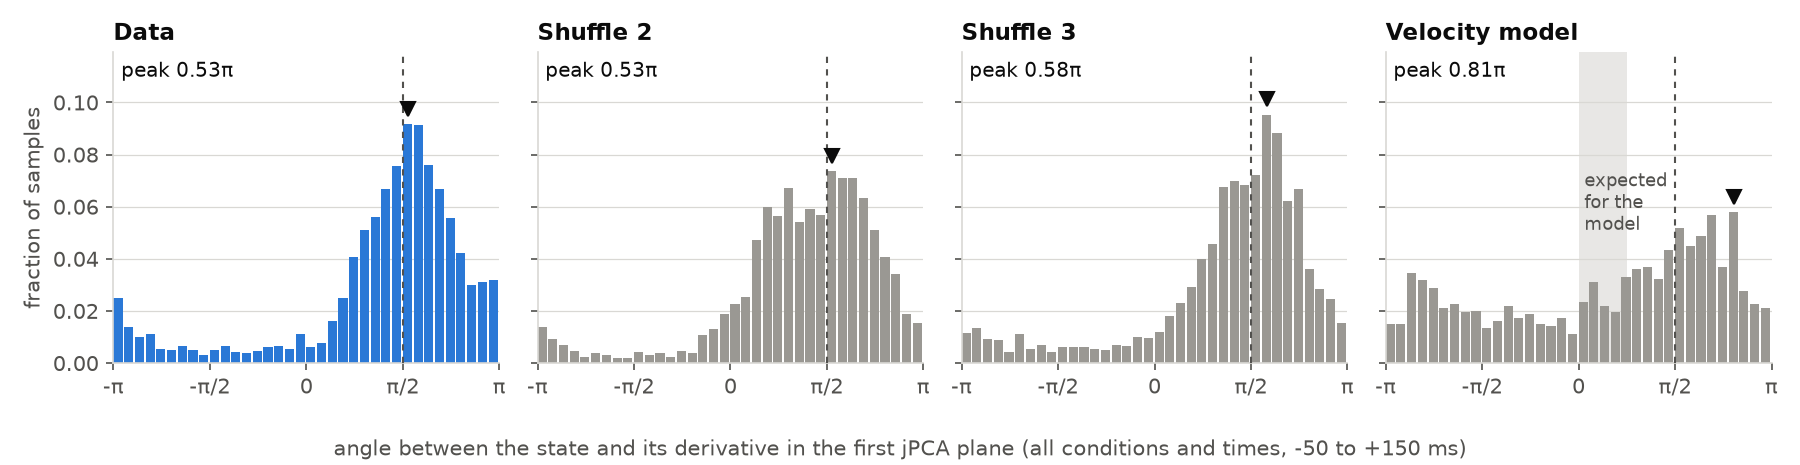 Data
Shuffle 2
Shuffle 3
Velocity model
peak 0.53π
peak 0.53π
peak 0.58π
peak 0.81π
fraction of samples
0.10
0.08
0.06
0.04
0.02
0.00
expected
for the
model
-π
-π/2
0
π/2
π
-π
-π/2
0
π/2
π
-π
-π/2
0
π/2
π
-π
-π/2
0
π/2
π
angle between the state and its derivative in the first jPCA plane (all conditions and times, -50 to +150 ms)